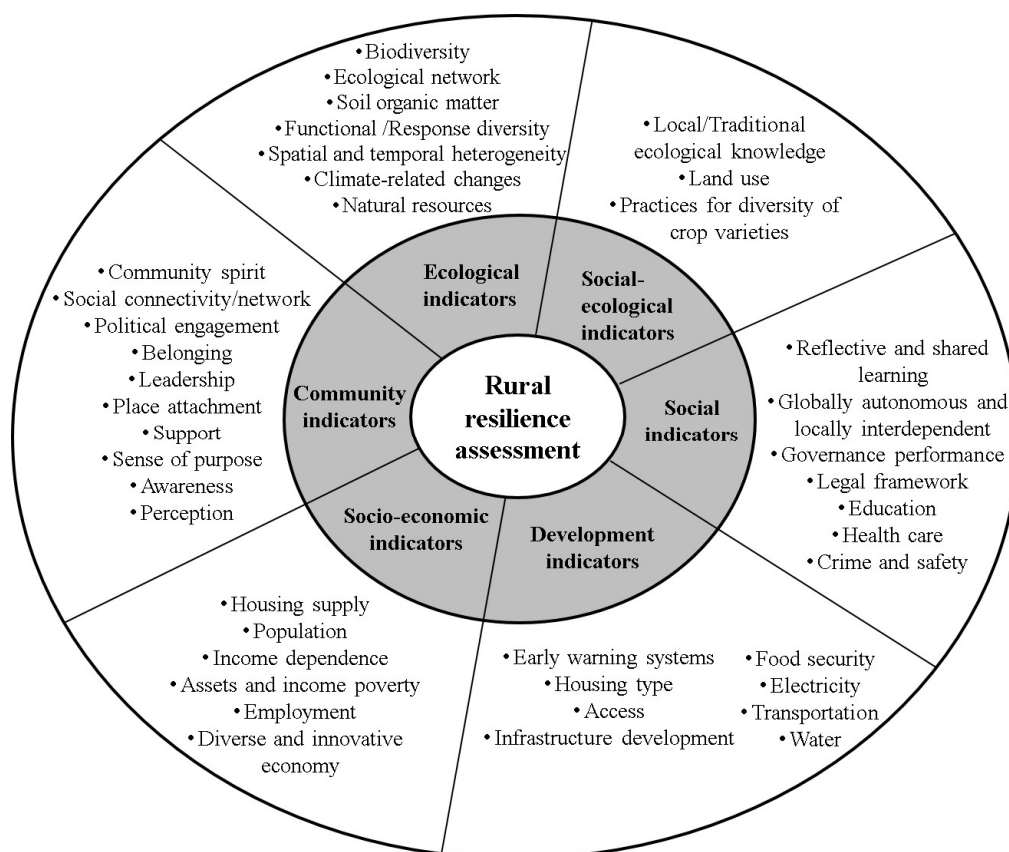 • Biodiversity
• Ecological network
• Soil organic matter
• Functional /Response diversity
• Spatial and temporal heterogeneity
• Climate-related changes
• Natural resources
• Local/Traditional
ecological knowledge
• Land use
• Practices for diversity of
crop varieties
• Community spirit
• Social connectivity/network
• Political engagement
• Belonging
• Leadership
• Place attachment
• Support
• Sense of purpose
• Awareness
• Perception
Ecological
indicators
Social-
ecological
indicators
Community
indicators
Rural
resilience
assessment
Social
indicators
Socio-economic
indicators
Development
indicators
• Reflective and shared
learning
• Globally autonomous and
locally interdependent
• Governance performance
• Legal framework
• Education
• Health care
• Crime and safety
• Housing supply
• Population
• Income dependence
• Assets and income poverty
• Employment
• Diverse and innovative
economy
• Early warning systems
• Housing type
• Access
• Infrastructure development
• Food security
• Electricity
• Transportation
• Water